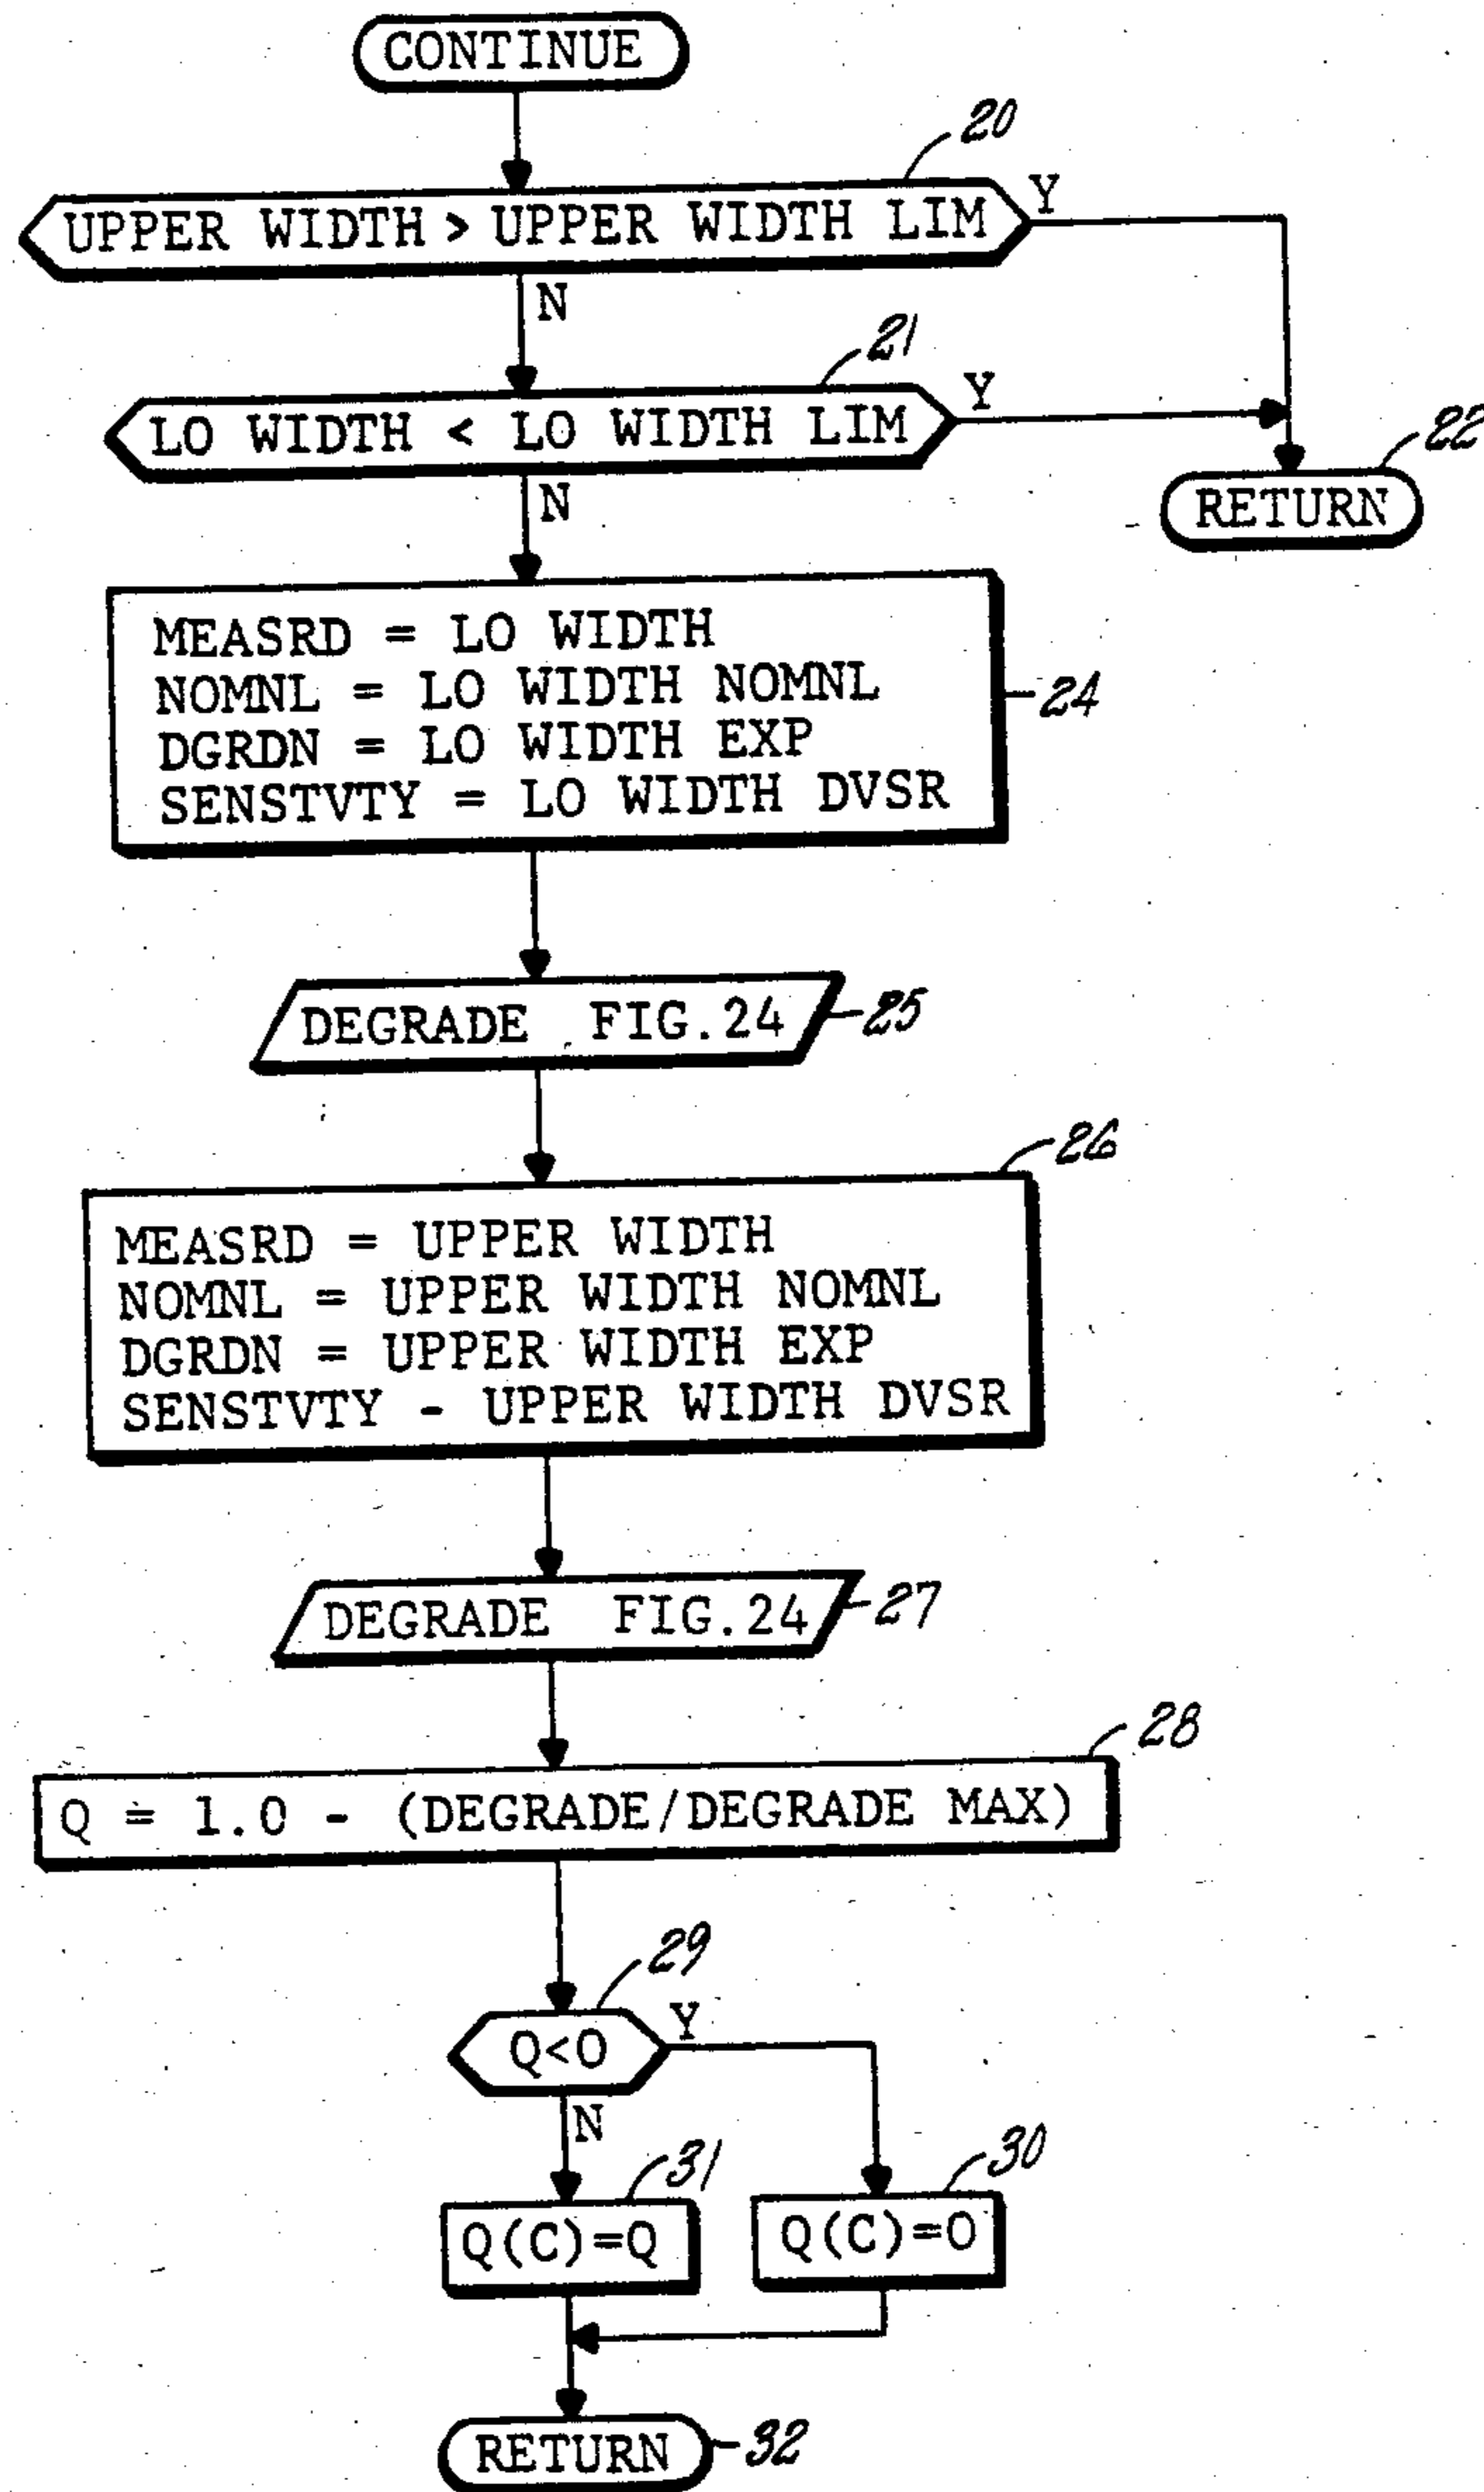 CONTINUE
20
UPPER WIDTH > UPPER WIDTH LIM
Y
N
21
LO WIDTH < LO WIDTH LIM
Y
22
RETURN
N
MEASRD = LO WIDTH
NOMNL = LO WIDTH NOMNL
DGRDN = LO WIDTH EXP
SENSTVTY = LO WIDTH DVSR
24
DEGRADE FIG.24
25
26
MEASRD = UPPER WIDTH
NOMNL = UPPER WIDTH NOMNL
DGRDN = UPPER WIDTH EXP
SENSTVTY - UPPER WIDTH DVSR
DEGRADE FIG.24
27
28
Q = 1.0 - (DEGRADE/DEGRADE MAX)
29
Q<0
Y
N
31
30
Q(C)=Q
Q(C)=0
RETURN
32